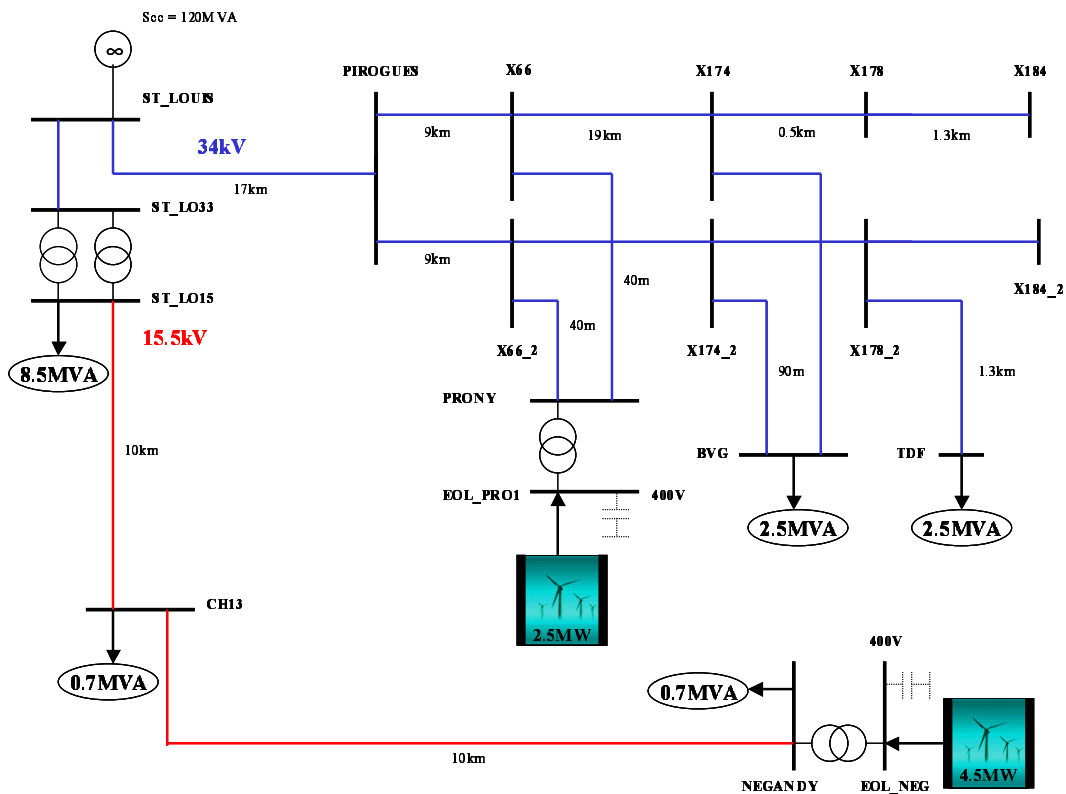 Scc = 120MVA
∞
ST_LOUIS
34kV
17km
PIROGUES
X66
X174
X178
X184
9km
19km
0.5km
1.3km
ST_LO33
ST_LO15
15.5kV
8.5MVA
10km
9km
40m
40m
X66_2
X174_2
X178_2
X184_2
90m
1.3km
PRONY
BVG
TDF
EOL_PRO1
400V
2.5MVA
2.5MVA
2.5MW
CH13
0.7MVA
400V
0.7MVA
4.5MW
10km
NEGANDY
EOL_NEG